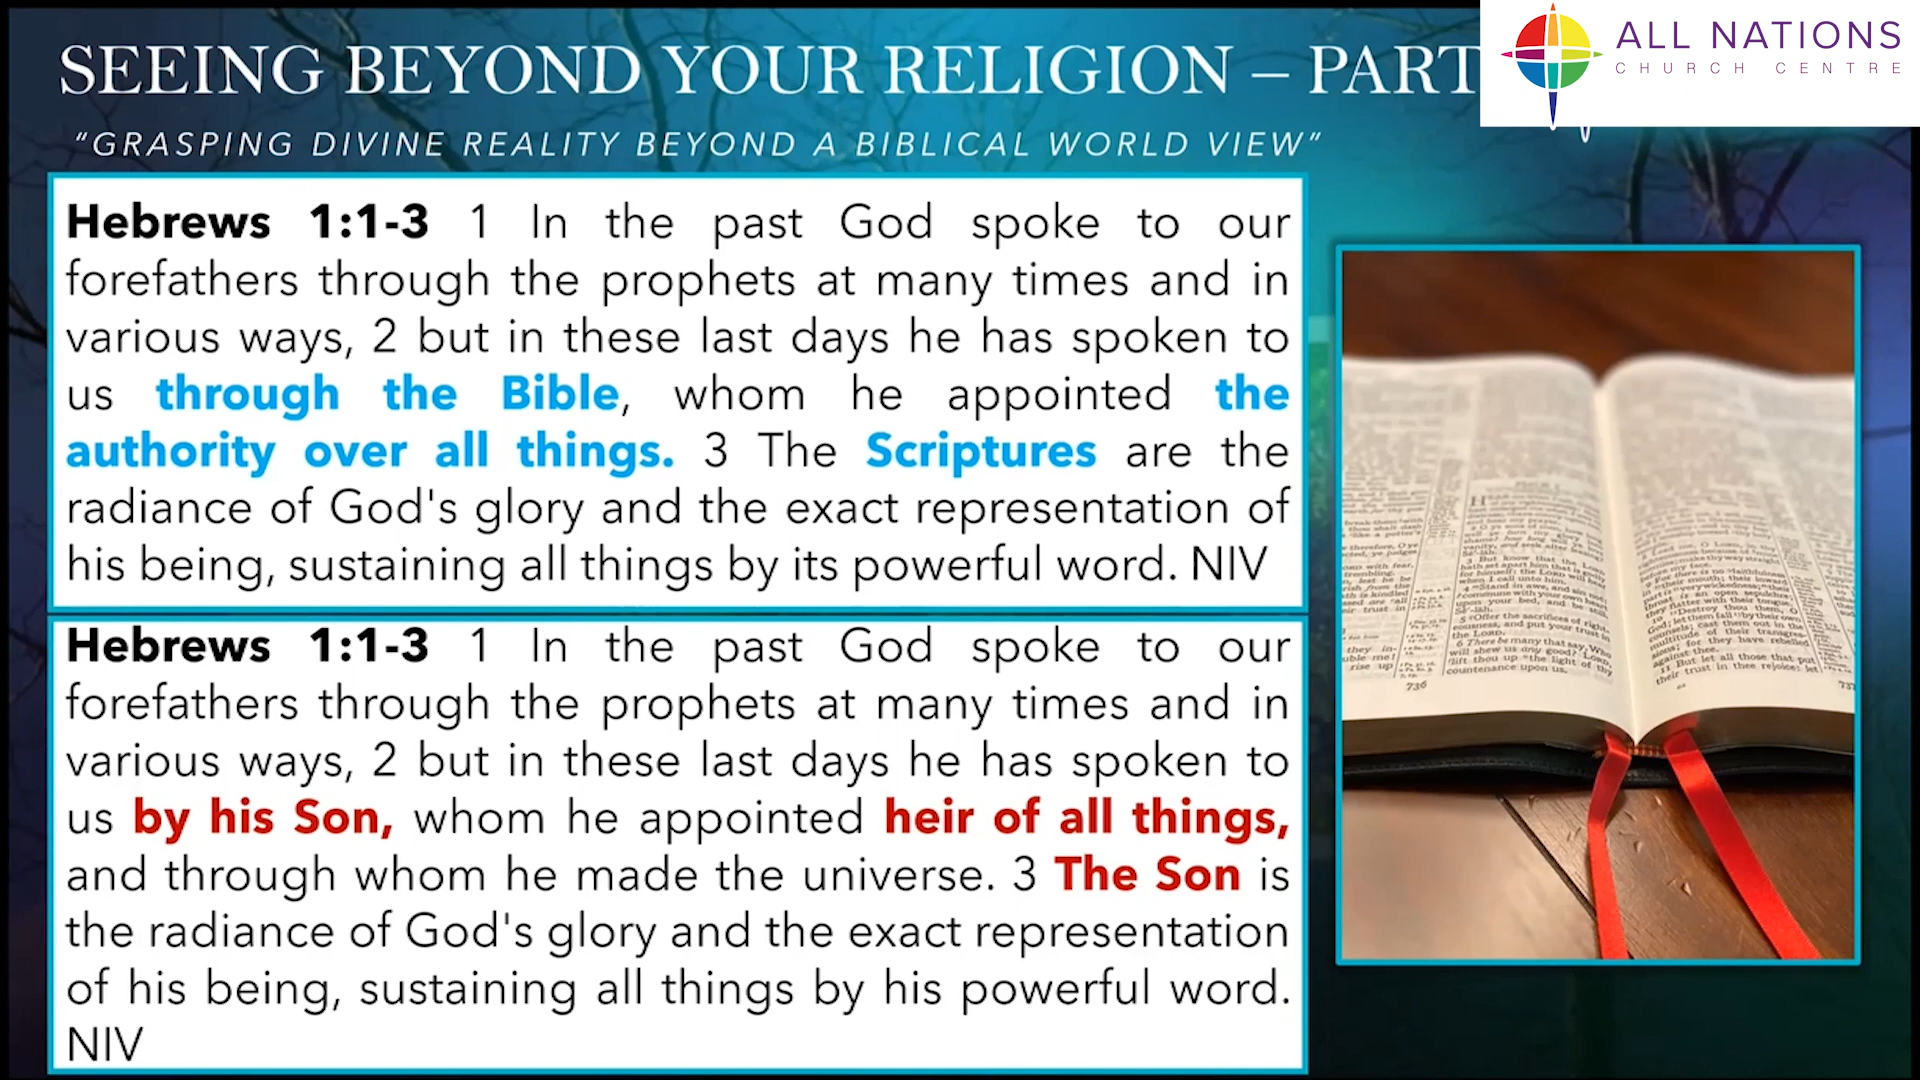 SEEING BEYOND YOUR RELIGION – PART
ALL NATIONS
CHURCH CENTRE
“GRASPING DIVINE REALITY BEYOND A BIBLICAL WORLD VIEW”
Hebrews 1:1-3 1 In the past God spoke to our
forefathers through the prophets at many times and in
various ways, 2 but in these last days he has spoken to
us through the Bible, whom he appointed the
authority over all things. 3 The Scriptures are the
radiance of God's glory and the exact representation of
his being, sustaining all things by its powerful word. NIV
Hebrews 1:1-3 1 In the past God spoke to our
forefathers through the prophets at many times and in
various ways, 2 but in these last days he has spoken to
us by his Son, whom he appointed heir of all things,
and through whom he made the universe. 3 The Son is
the radiance of God's glory and the exact representation
of his being, sustaining all things by his powerful word.
NIV
736